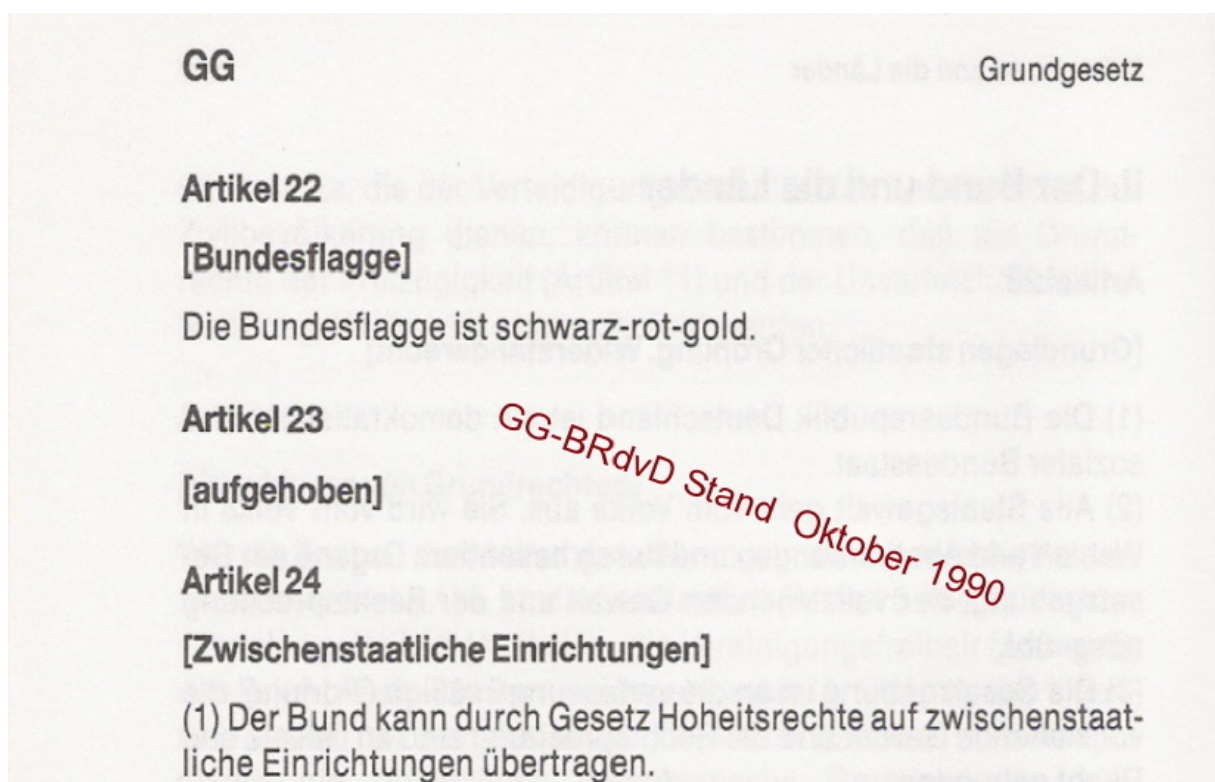 GG Grundgesetz
Artikel 22
[Bundesflagge]
Die Bundesflagge ist schwarz-rot-gold.
Artikel 23
[aufgehoben]
GG-BRdvD Stand Oktober 1990
Artikel 24
[Zwischenstaatliche Einrichtungen]
(1) Der Bund kann durch Gesetz Hoheitsrechte auf zwischenstaat-
liche Einrichtungen übertragen.